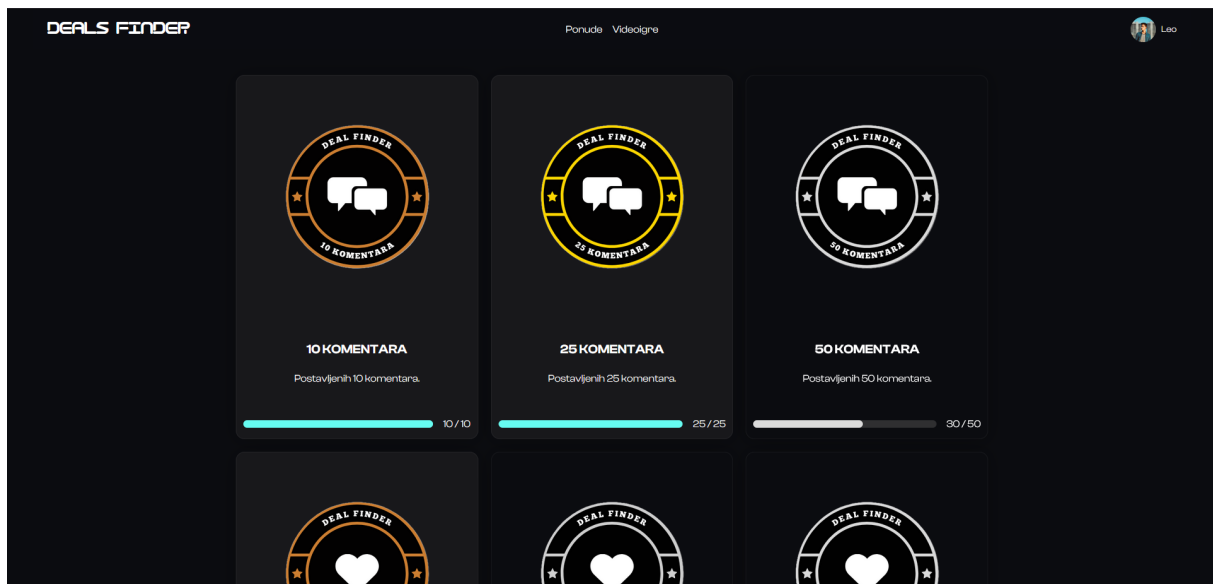 DEALS FINDER
Ponude Videoigre
Leo
DEAL FINDER
10 KOMENTARA
DEAL FINDER
25 KOMENTARA
DEAL FINDER
50 KOMENTARA
10 KOMENTARA
25 KOMENTARA
50 KOMENTARA
Postavljenih 10 komentara.
Postavljenih 25 komentara.
Postavljenih 50 komentara.
10 / 10
25 / 25
30 / 50
DEAL FINDER
DEAL FINDER
DEAL FINDER